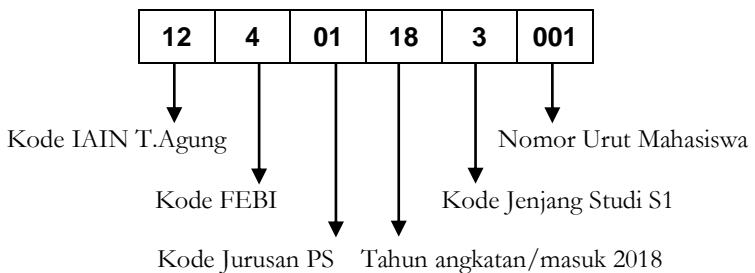 12 4 01 18 3 001
Kode IAIN T.Agung Nomor Urut Mahasiswa
Kode FEBI Kode Jenjang Studi S1
Kode Jurusan PS Tahun angkatan/masuk 2018